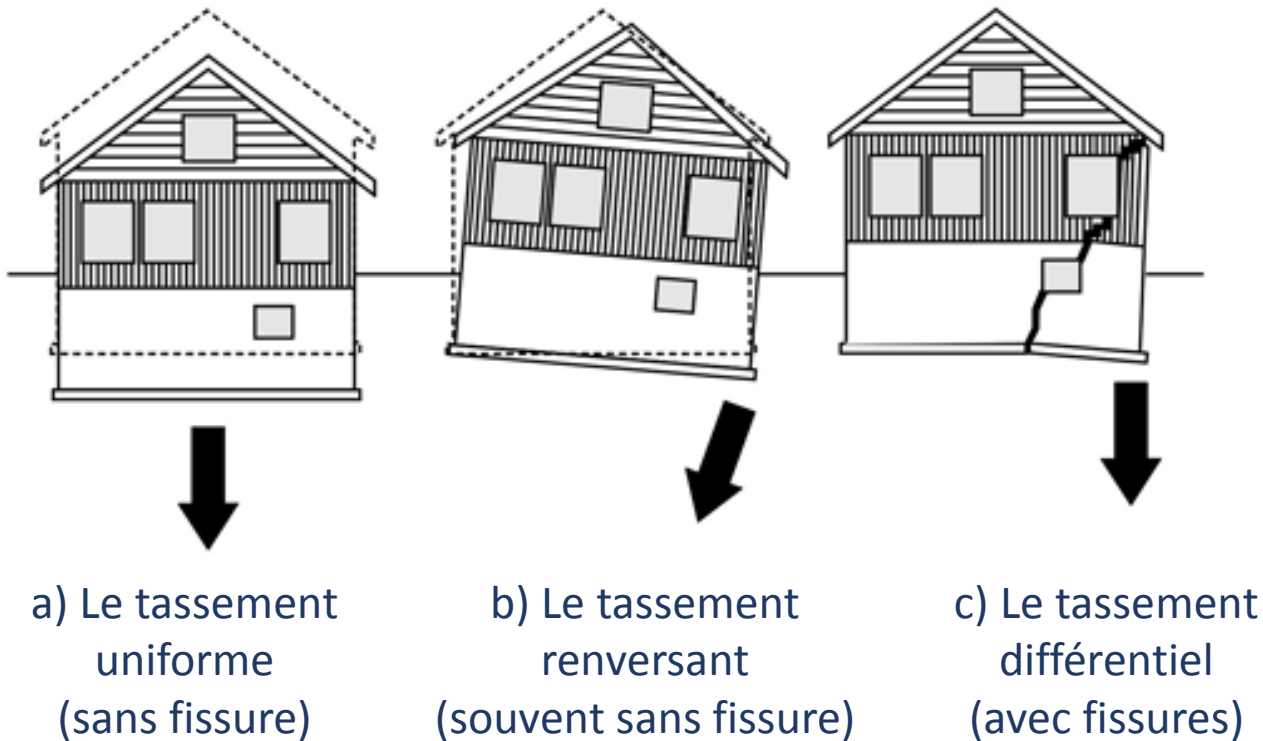 a) Le tassement
uniforme
(sans fissure)
b) Le tassement
renversant
(souvent sans fissure)
c) Le tassement
différentiel
(avec fissures)